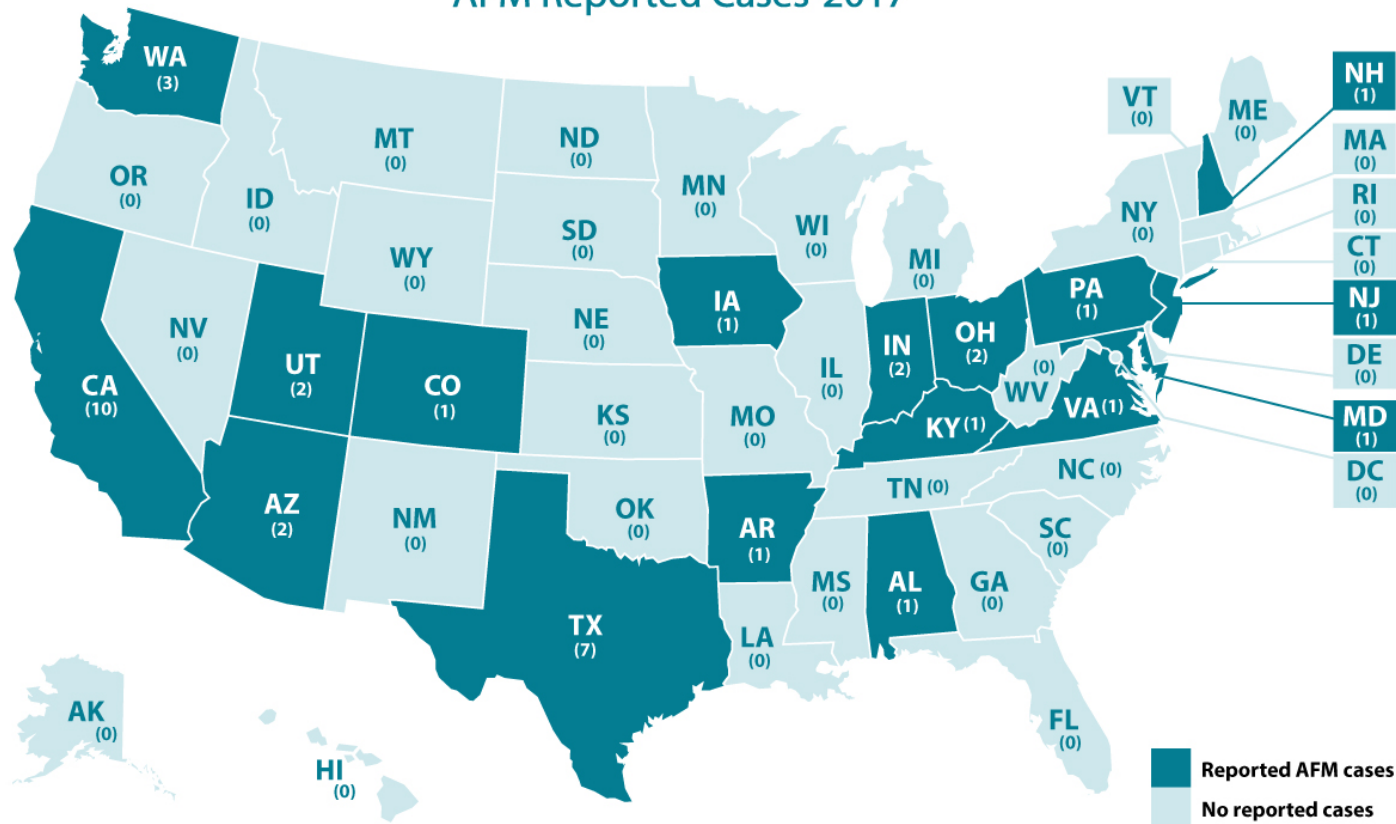 AFM Reported Cases 2017
WA
(3)
OR
(0)
ID
(0)
MT
(0)
ND
(0)
MN
(0)
SD
(0)
WY
(0)
WI
(0)
MI
(0)
NY
(0)
VT
(0)
ME
(0)
NH
(1)
MA
(0)
RI
(0)
CT
(0)
NJ
(1)
DE
(0)
MD
(1)
DC
(0)
CA
(10)
NV
(0)
UT
(2)
CO
(1)
NE
(0)
IA
(1)
KS
(0)
MO
(0)
IL
(0)
IN
(2)
OH
(2)
PA
(1)
(0)
WV
VA (1)
KY (1)
AZ
(2)
NM
(0)
OK
(0)
AR
(1)
TN (0)
NC (0)
SC
(0)
TX
(7)
LA
(0)
MS
(0)
AL
(1)
GA
(0)
FL
(0)
AK
(0)
HI
(0)
Reported AFM cases
No reported cases